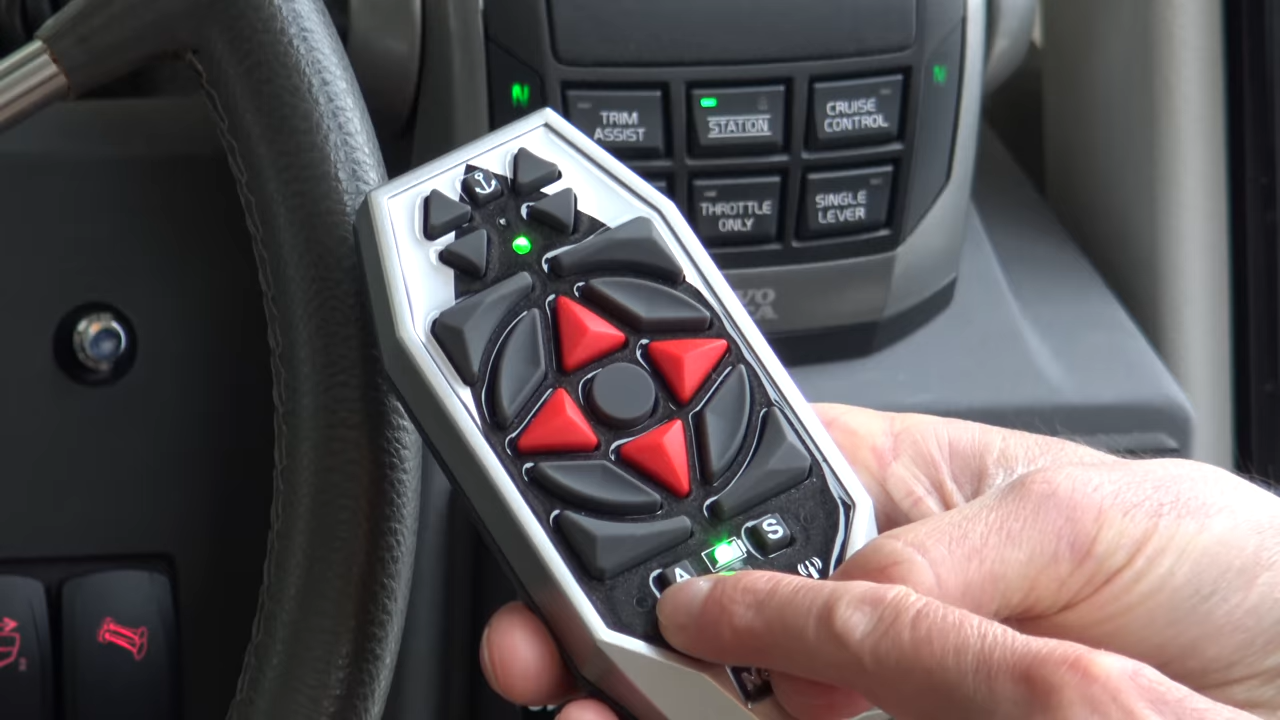 N
TRIM
ASSIST
STATION
CRUISE
CONTROL
N
THROTTLE
ONLY
SINGLE
LEVER
S
A